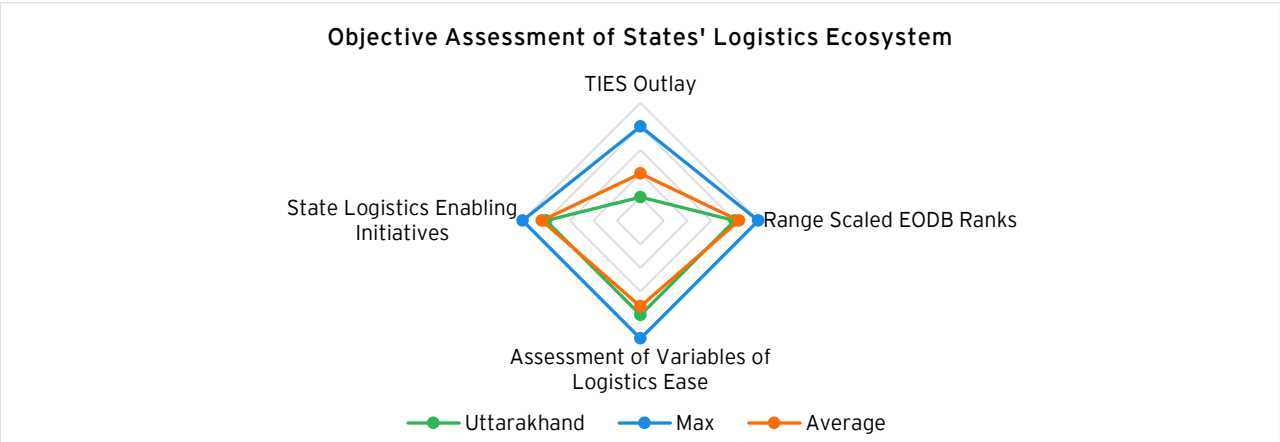 Objective Assessment of States' Logistics Ecosystem
TIES Outlay
State Logistics Enabling
Initiatives
Range Scaled EODB Ranks
Assessment of Variables of
Logistics Ease
Uttarakhand Max Average